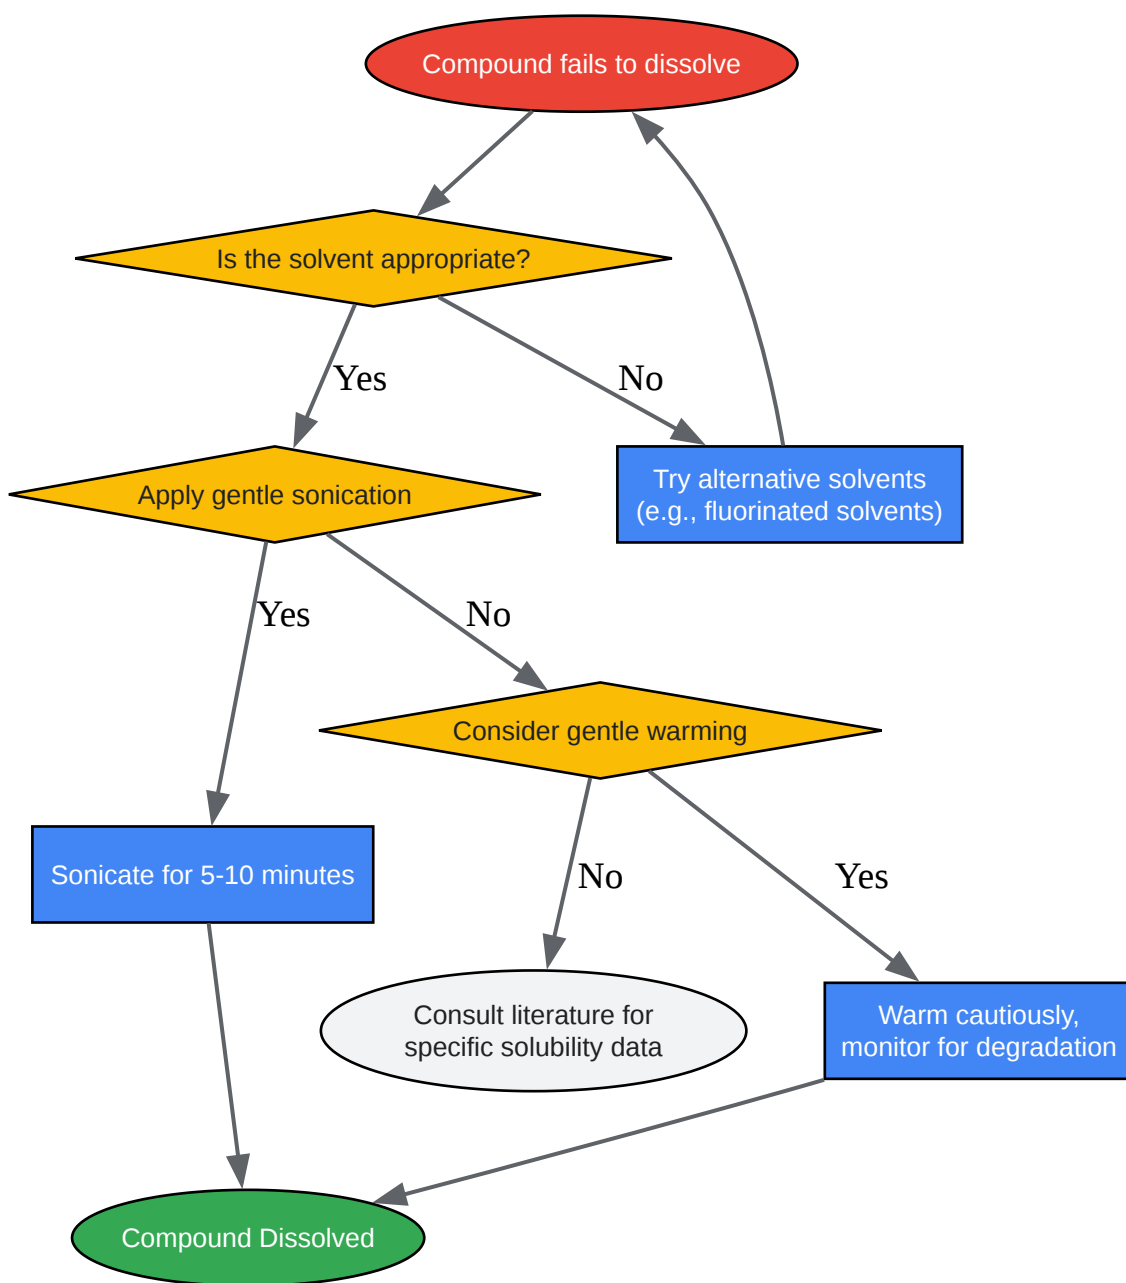 Compound fails to dissolve
Is the solvent appropriate?
Yes
No
Apply gentle sonication
Try alternative solvents
(e.g., fluorinated solvents)
Yes
No
Consider gentle warming
Sonicate for 5-10 minutes
No
Yes
Consult literature for
specific solubility data
Warm cautiously,
monitor for degradation
Compound Dissolved